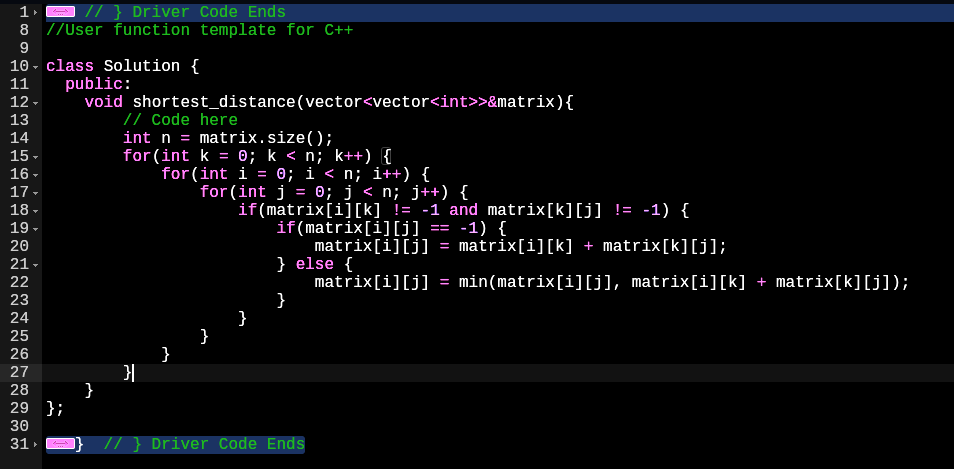 1 // } Driver Code Ends
8 //User function template for C++
9
10 class Solution {
11   public:
12     void shortest_distance(vector<vector<int>>&matrix){
13         // Code here
14         int n = matrix.size();
15         for(int k = 0; k < n; k++) {
16             for(int i = 0; i < n; i++) {
17                 for(int j = 0; j < n; j++) {
18                     if(matrix[i][k] != -1 and matrix[k][j] != -1) {
19                         if(matrix[i][j] == -1) {
20                             matrix[i][j] = matrix[i][k] + matrix[k][j];
21                         } else {
22                             matrix[i][j] = min(matrix[i][j], matrix[i][k] + matrix[k][j]);
23                         }
24                     }
25                 }
26             }
27         }
28     }
29 };
30
31 }  // } Driver Code Ends